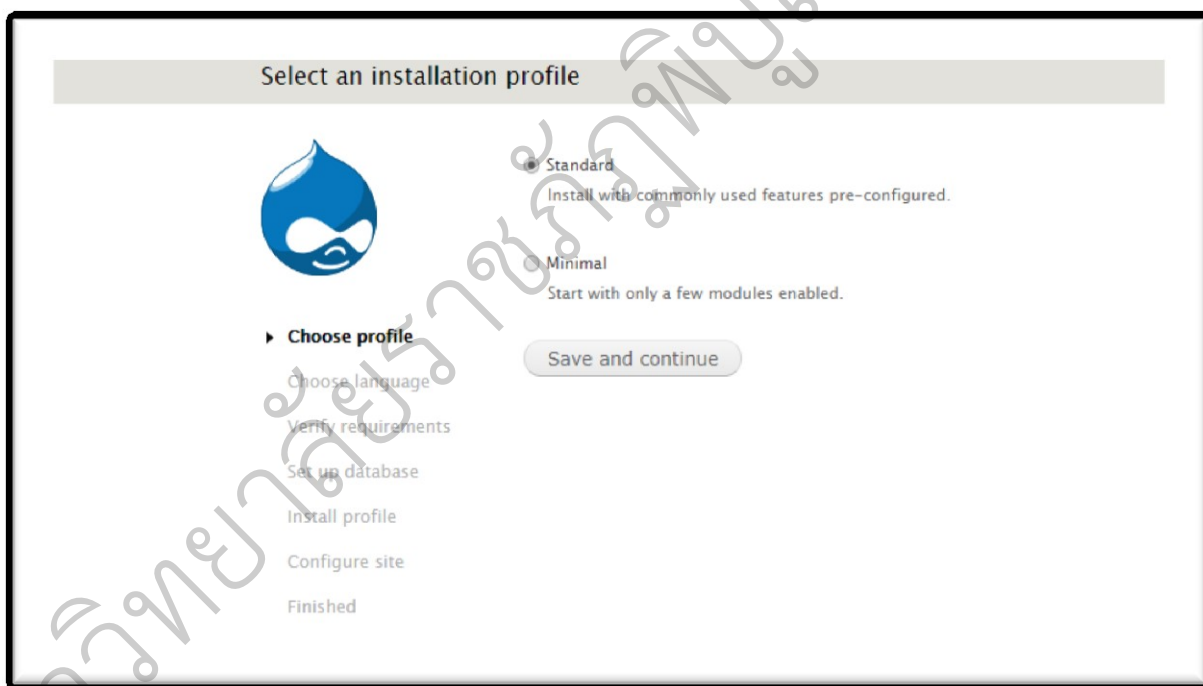 Select an installation profile
Standard
Install with commonly used features pre-configured.
Minimal
Start with only a few modules enabled.
Save and continue
Choose profile
Choose language
Verify requirements
Set up database
Install profile
Configure site
Finished